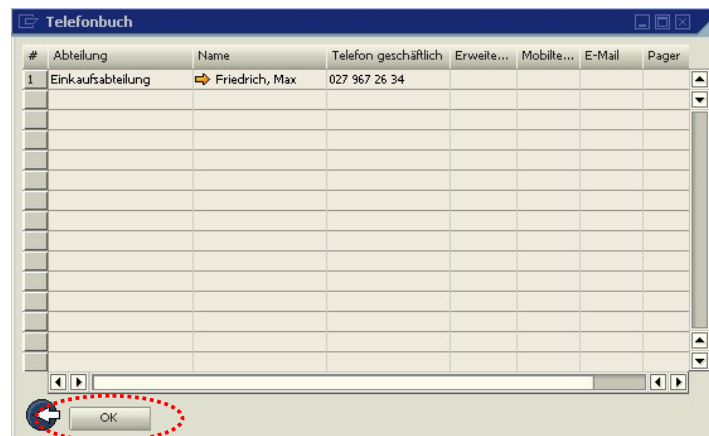 Telefonbuch
# Abteilung Name Telefon geschäftlich Erweite... Mobilte... E-Mail Pager
1 Einkaufsabteilung Friedrich, Max 027 967 26 34
OK